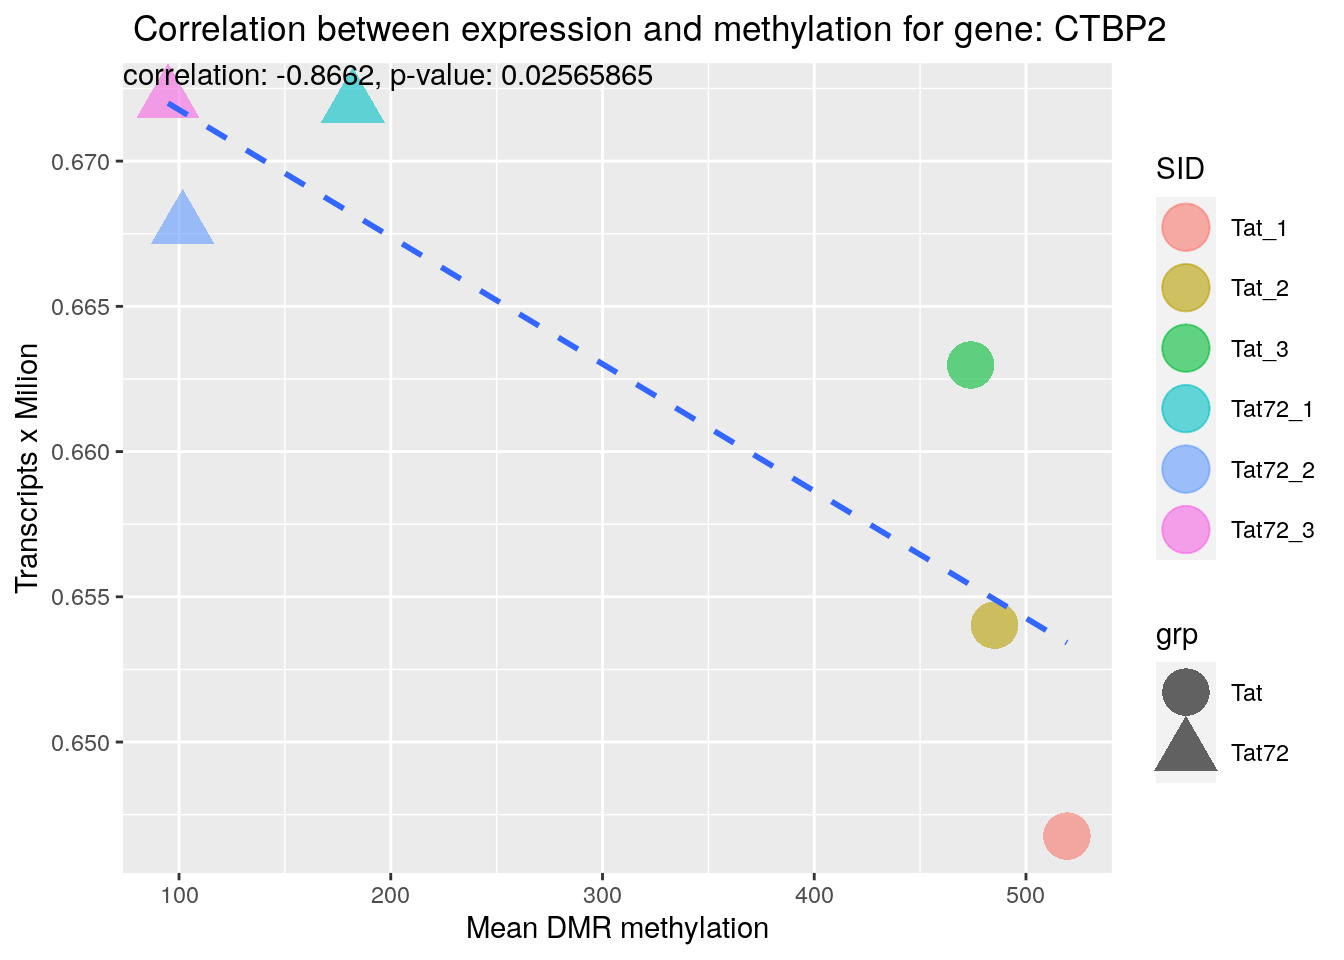 Correlation between expression and methylation for gene: CTBP2
correlation: -0.8662, p-value: 0.02565865
Transcripts x Milion
0.670
0.665
0.660
0.655
0.650
100 200 300 400 500
Mean DMR methylation
SID
Tat_1
Tat_2
Tat_3
Tat72_1
Tat72_2
Tat72_3
grp
Tat
Tat72